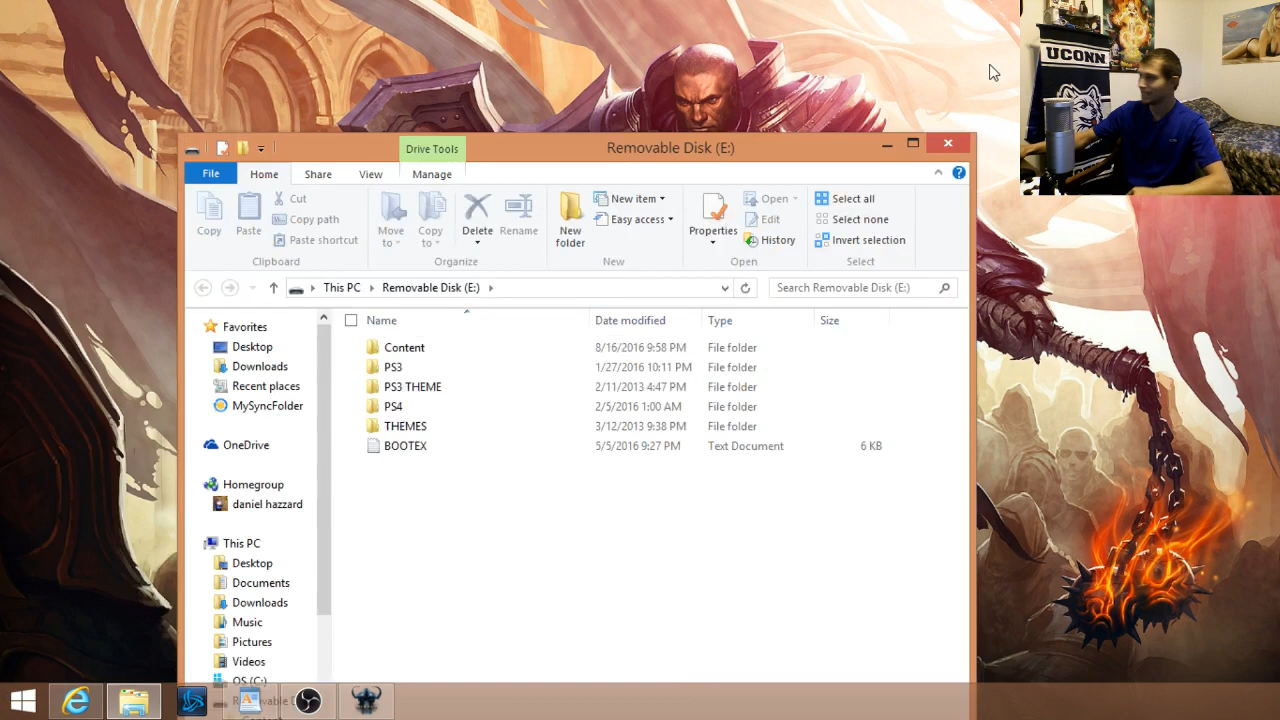 UCONN
Drive Tools
Removable Disk (E:)
File
Home
Share
View
Manage
Copy
Paste
Cut
Copy path
Paste shortcut
Clipboard
Move to
Copy to
Delete
Rename
Organize
New folder
New item
Easy access
New
Properties
Open
Edit
History
Open
Select all
Select none
Invert selection
Select
This PC
Removable Disk (E:)
Search Removable Disk (E:)
Name
Date modified
Type
Size
Content 8/16/2016 9:58 PM File folder
PS3 1/27/2016 10:11 PM File folder
PS3 THEME 2/11/2013 4:47 PM File folder
PS4 2/5/2016 1:00 AM File folder
THEMES 3/12/2013 9:38 PM File folder
BOOTEX 5/5/2016 9:27 PM Text Document 6 KB
Favorites
Desktop
Downloads
Recent places
MySyncFolder
OneDrive
Homegroup
daniel hazzard
This PC
Desktop
Documents
Downloads
Music
Pictures
Videos
OS (C:)